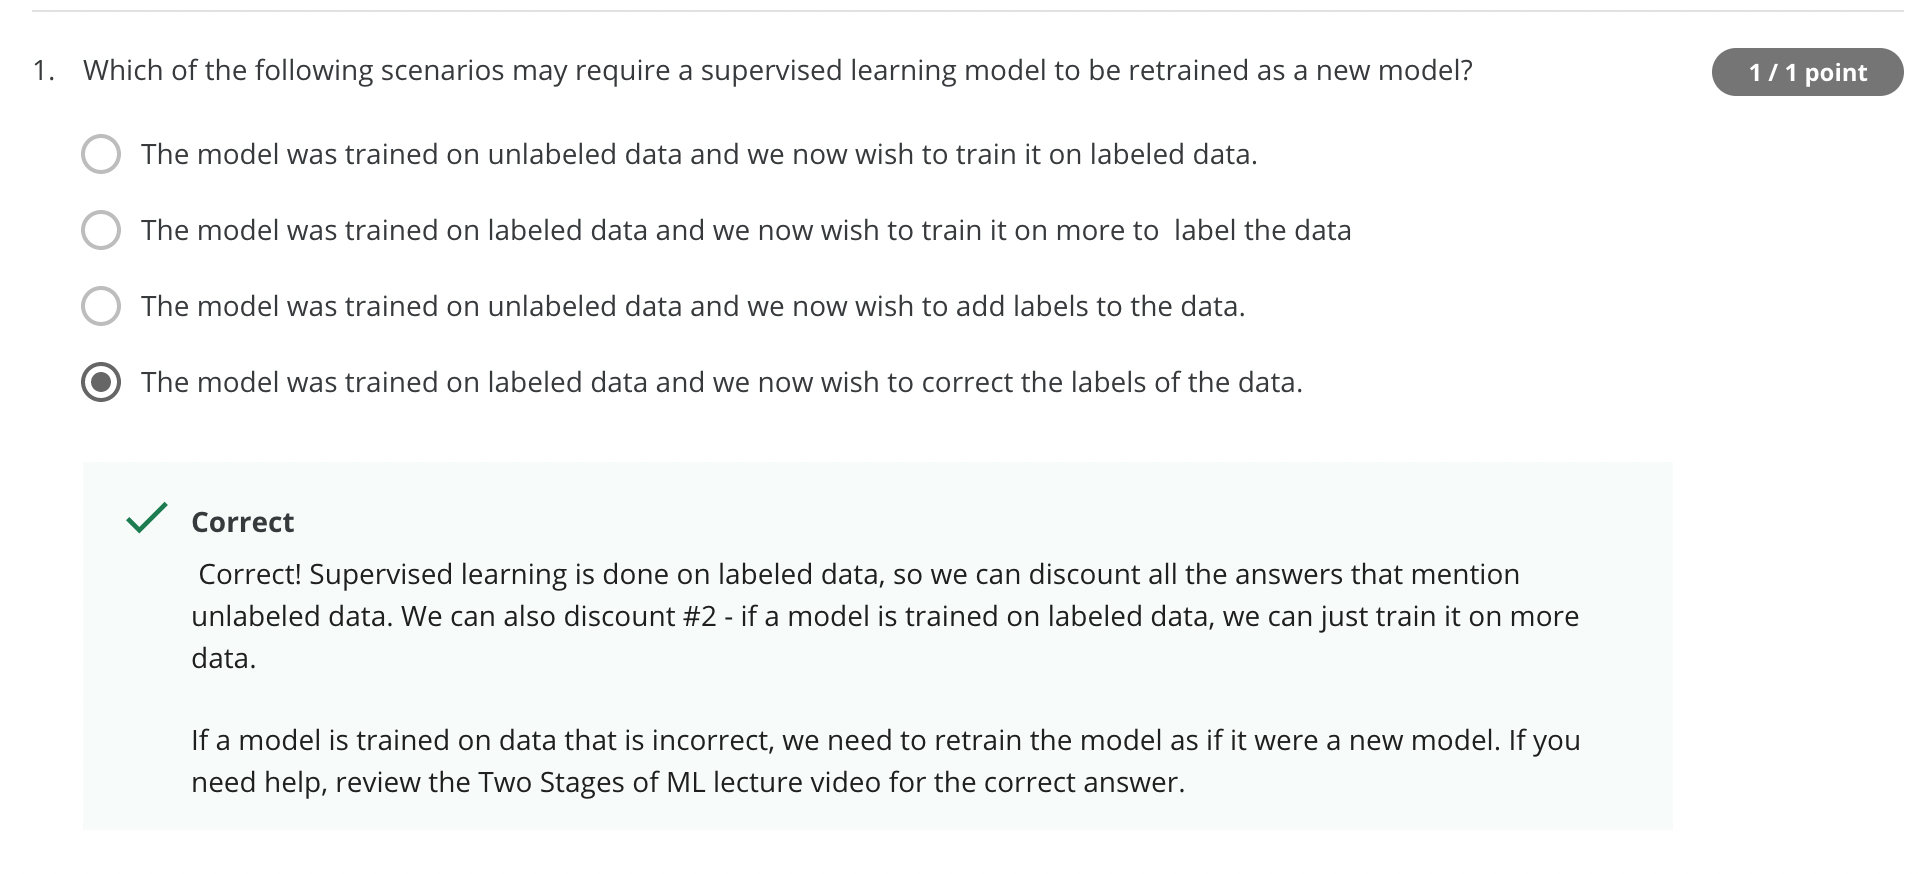 1. Which of the following scenarios may require a supervised learning model to be retrained as a new model?
1 / 1 point
The model was trained on unlabeled data and we now wish to train it on labeled data.
The model was trained on labeled data and we now wish to train it on more to  label the data
The model was trained on unlabeled data and we now wish to add labels to the data.
The model was trained on labeled data and we now wish to correct the labels of the data.
Correct
Correct! Supervised learning is done on labeled data, so we can discount all the answers that mention
unlabeled data. We can also discount #2 - if a model is trained on labeled data, we can just train it on more
data.
If a model is trained on data that is incorrect, we need to retrain the model as if it were a new model. If you
need help, review the Two Stages of ML lecture video for the correct answer.